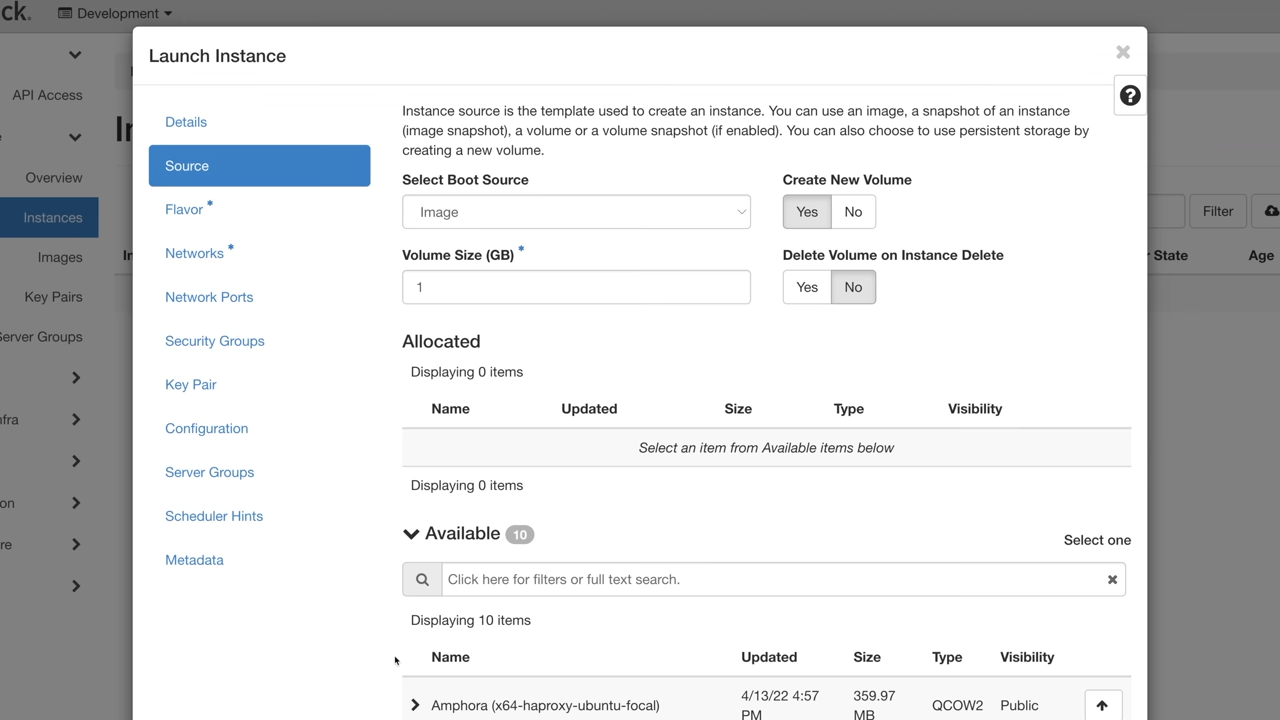 ck.
Development
Launch Instance
API Access
Overview
Instances
Images
Key Pairs
Server Groups
nfra
on
re
Filter
State
Age
Details
Source
Flavor *
Networks *
Network Ports
Security Groups
Key Pair
Configuration
Server Groups
Scheduler Hints
Metadata
Instance source is the template used to create an instance. You can use an image, a snapshot of an instance
(image snapshot), a volume or a volume snapshot (if enabled). You can also choose to use persistent storage by
creating a new volume.
Select Boot Source
Create New Volume
Image
Yes No
Volume Size (GB) *
Delete Volume on Instance Delete
1
Yes No
Allocated
Displaying 0 items
Name Updated Size Type Visibility
Select an item from Available items below
Displaying 0 items
Available 10
Select one
Click here for filters or full text search.
Displaying 10 items
Name Updated Size Type Visibility
Amphora (x64-haproxy-ubuntu-focal) 4/13/22 4:57 359.97 QCOW2 Public
PM MB